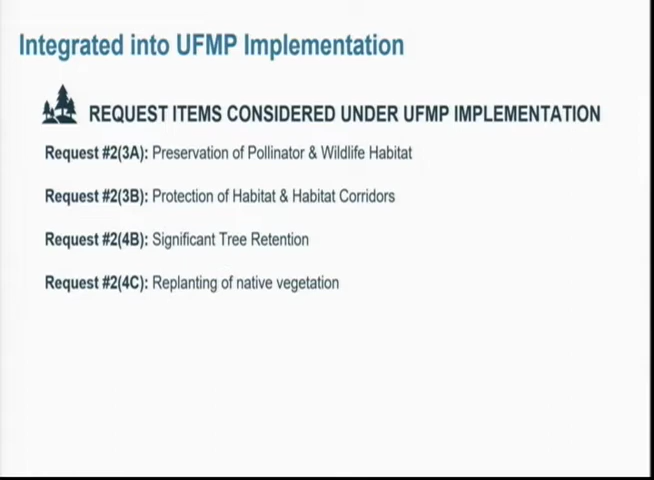 Integrated into UFMP Implementation
REQUEST ITEMS CONSIDERED UNDER UFMP IMPLEMENTATION
Request #2(3A): Preservation of Pollinator & Wildlife Habitat
Request #2(3B): Protection of Habitat & Habitat Corridors
Request #2(4B): Significant Tree Retention
Request #2(4C): Replanting of native vegetation